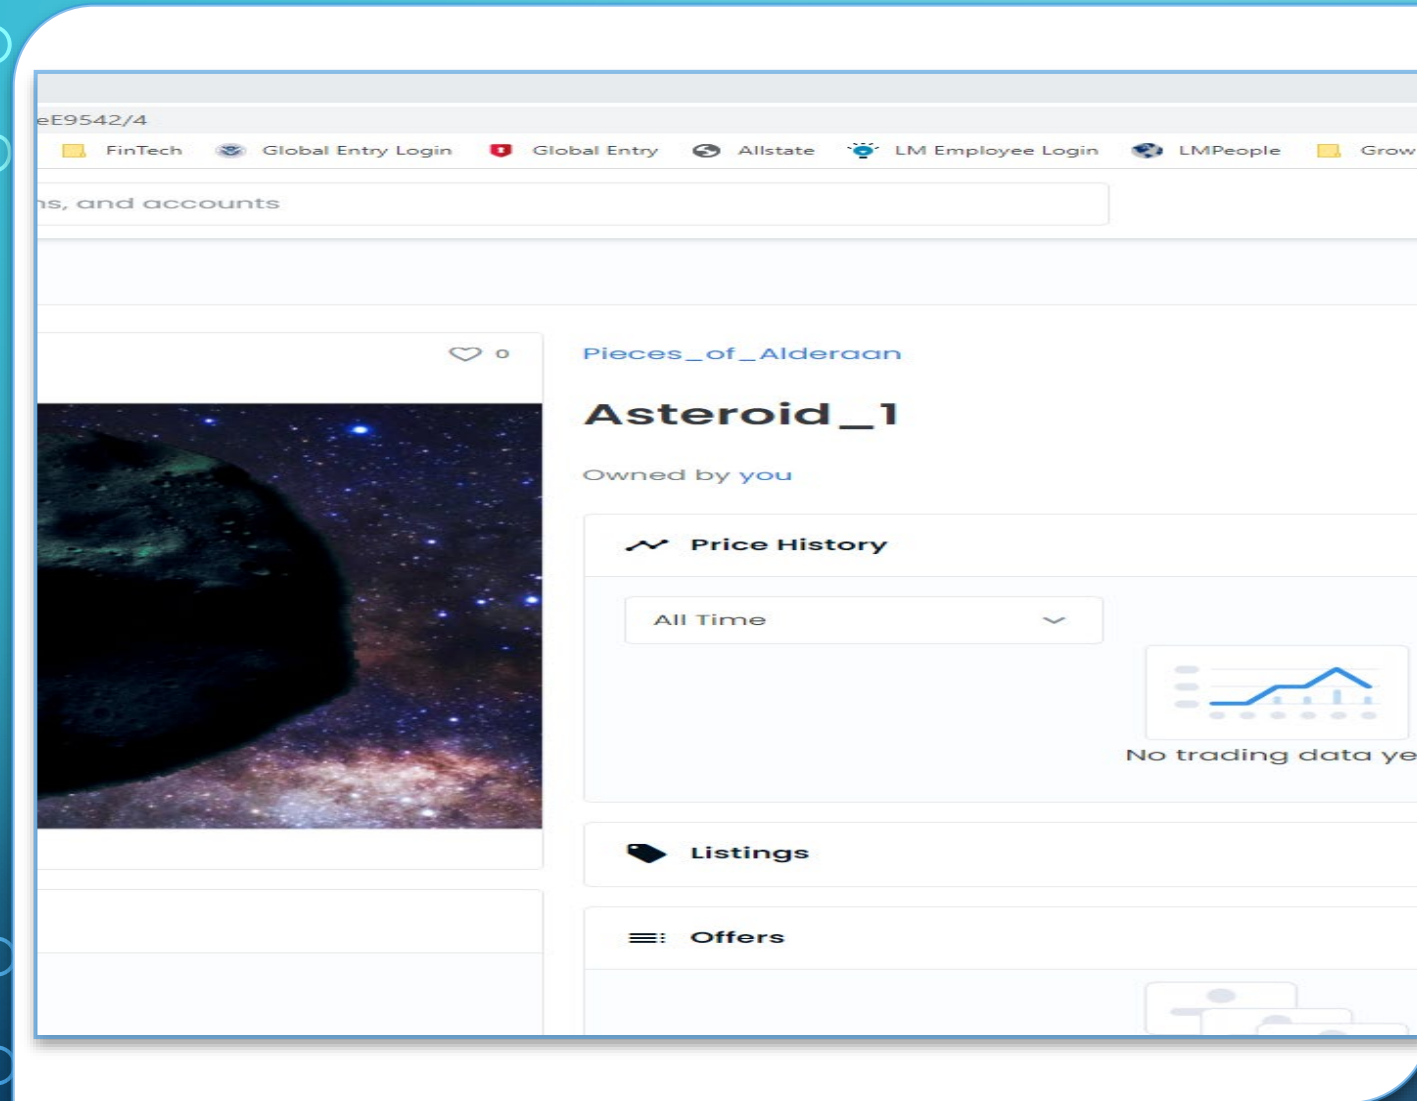 eE9542/4
FinTech Global Entry Login Global Entry Allstate LM Employee Login LMPeople Grow
ns, and accounts
0
Pieces_of_Alderaan
Asteroid_1
Owned by you
Price History
All Time
No trading data ye
Listings
Offers